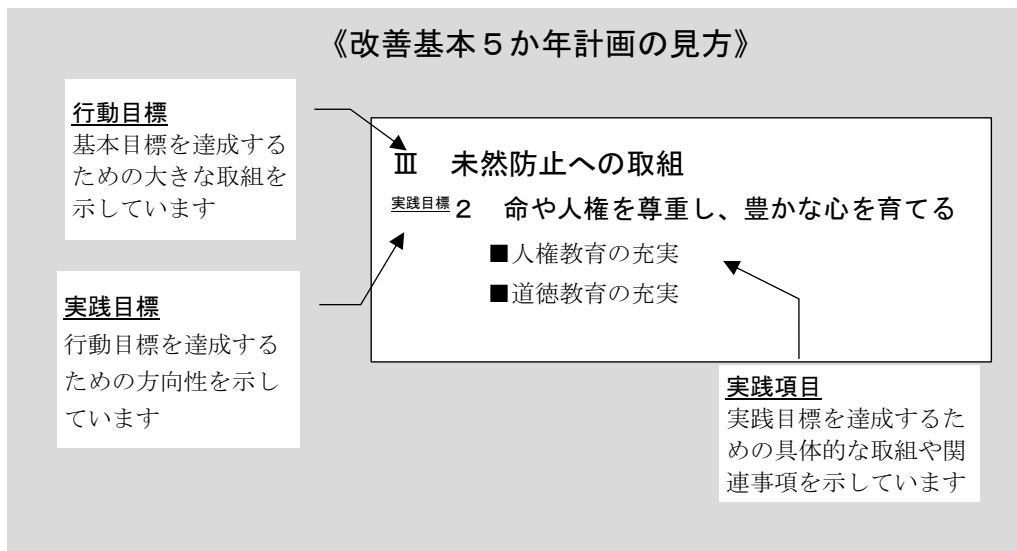 《改善基本５か年計画の見方》
行動目標
基本目標を達成する
ための大きな取組を
示しています
Ⅲ　未然防止への取組
実践目標２　命や人権を尊重し、豊かな心を育てる
■人権教育の充実
■道徳教育の充実
実践目標
行動目標を達成する
ための方向性を示し
ています
実践項目
実践目標を達成するた
めの具体的な取組や関
連事項を示しています